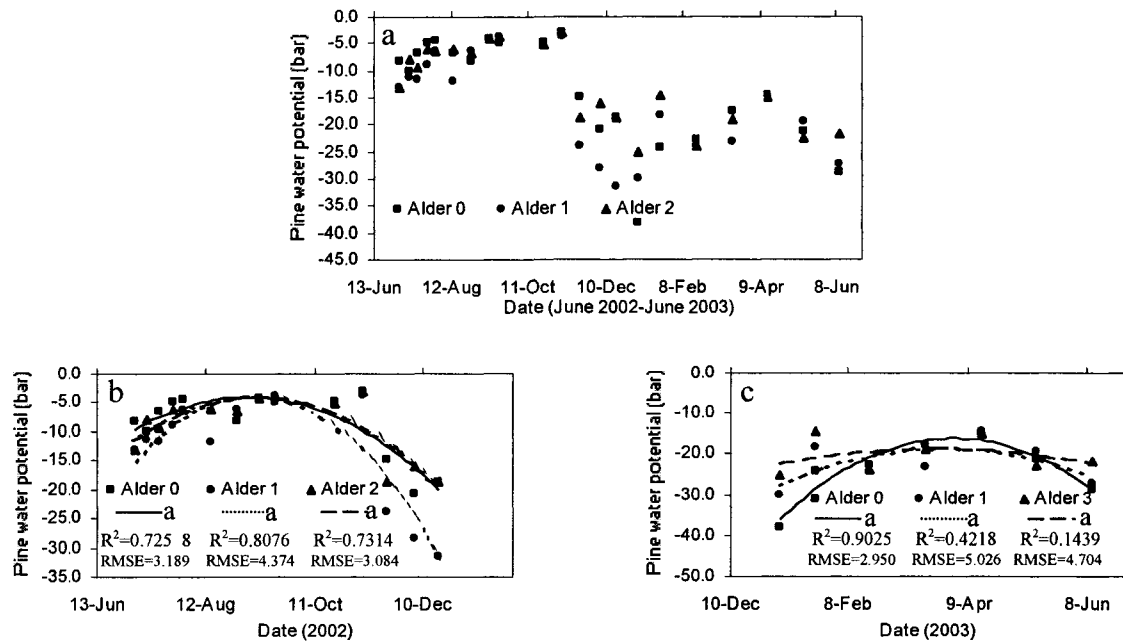 a
Pine water potential (bar)
0.0
-5.0
-10.0
-15.0
-20.0
-25.0
-30.0
-35.0
-40.0
-45.0
Alder 0 Alder 1 Alder 2
13-Jun 12-Aug 11-Oct 10-Dec 8-Feb 9-Apr 8-Jun
Date (June 2002-June 2003)
b
Pine water potential (bar)
0.0
-5.0
-10.0
-15.0
-20.0
-25.0
-30.0
-35.0
Alder 0 Alder 1 Alder 2
a a a
R²=0.725 8 R²=0.8076 R²=0.7314
RMSE=3.189 RMSE=4.374 RMSE=3.084
13-Jun 12-Aug 11-Oct 10-Dec
Date (2002)
c
Pine water potential (bar)
0.0
-10.0
-20.0
-30.0
-40.0
-50.0
Alder 0 Alder 1 Alder 3
a a a
R²=0.9025 R²=0.4218 R²=0.1439
RMSE=2.950 RMSE=5.026 RMSE=4.704
10-Dec 8-Feb 9-Apr 8-Jun
Date (2003)